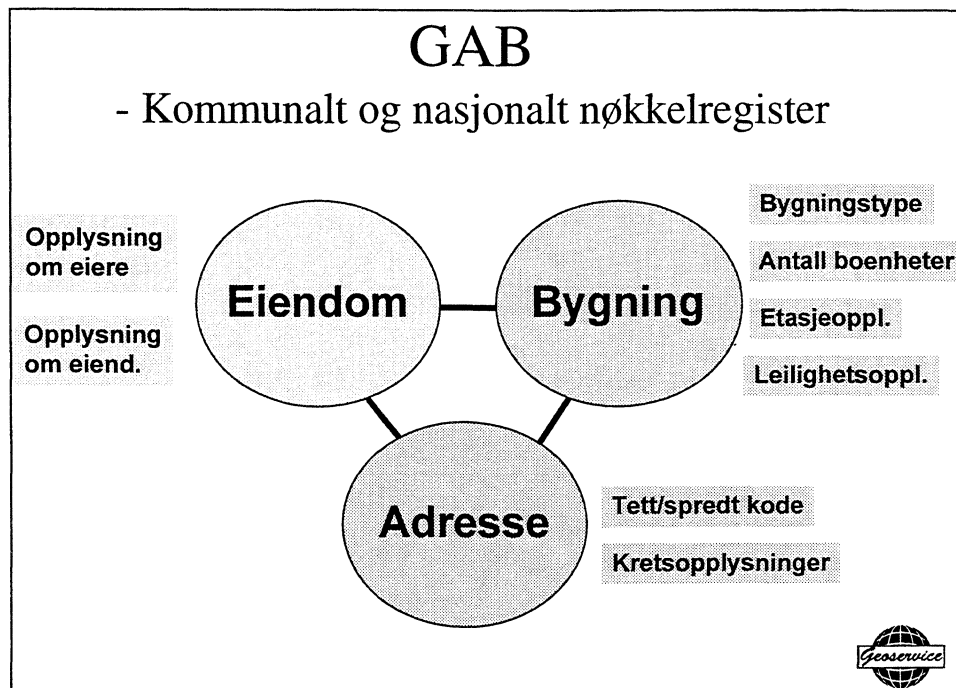 GAB
- Kommunalt og nasjonalt nøkkelregister
Opplysning
om eiere
Opplysning
om eiend.
Eiendom
Bygning
Bygningstype
Antall boenheter
Etasjeoppl.
Leilighetsoppl.
Adresse
Tett/spredt kode
Kretsopplysninger
Geoservice